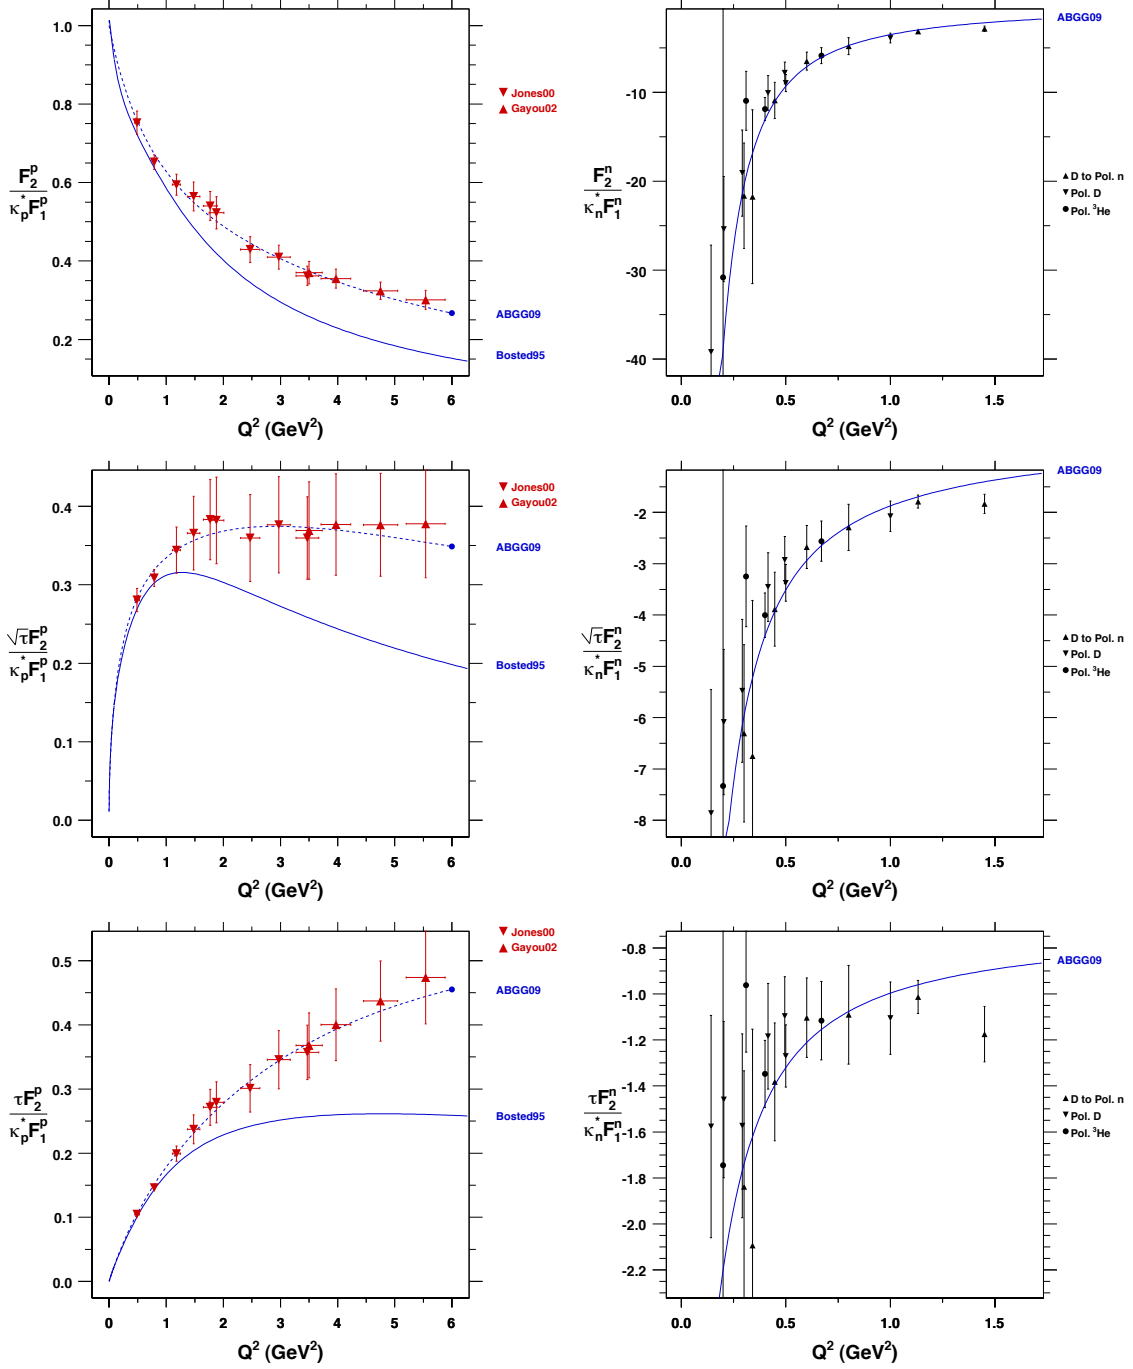 1.0
0.8
0.6
0.4
0.2
F₂ᵖ
κₚ*F₁ᵖ
Jones00
Gayou02
ABGG09
Bosted95
0 1 2 3 4 5 6
Q² (GeV²)
ABGG09
-10
-20
-30
-40
F₂ⁿ
κₙ*F₁ⁿ
D to Pol. n
Pol. D
Pol. ³He
0.0 0.5 1.0 1.5
Q² (GeV²)
0.4
0.3
0.2
0.1
0.0
√τF₂ᵖ
κₚ*F₁ᵖ
Jones00
Gayou02
ABGG09
Bosted95
0 1 2 3 4 5 6
Q² (GeV²)
ABGG09
-2
-3
-4
-5
-6
-7
-8
√τF₂ⁿ
κₙ*F₁ⁿ
D to Pol. n
Pol. D
Pol. ³He
0.0 0.5 1.0 1.5
Q² (GeV²)
0.5
0.4
0.3
0.2
0.1
0.0
τF₂ᵖ
κₚ*F₁ᵖ
Jones00
Gayou02
ABGG09
Bosted95
0 1 2 3 4 5 6
Q² (GeV²)
-0.8
-1.0
-1.2
-1.4
-1.6
-1.8
-2.0
-2.2
τF₂ⁿ
κₙ*F₁ⁿ
ABGG09
D to Pol. n
Pol. D
Pol. ³He
0.0 0.5 1.0 1.5
Q² (GeV²)